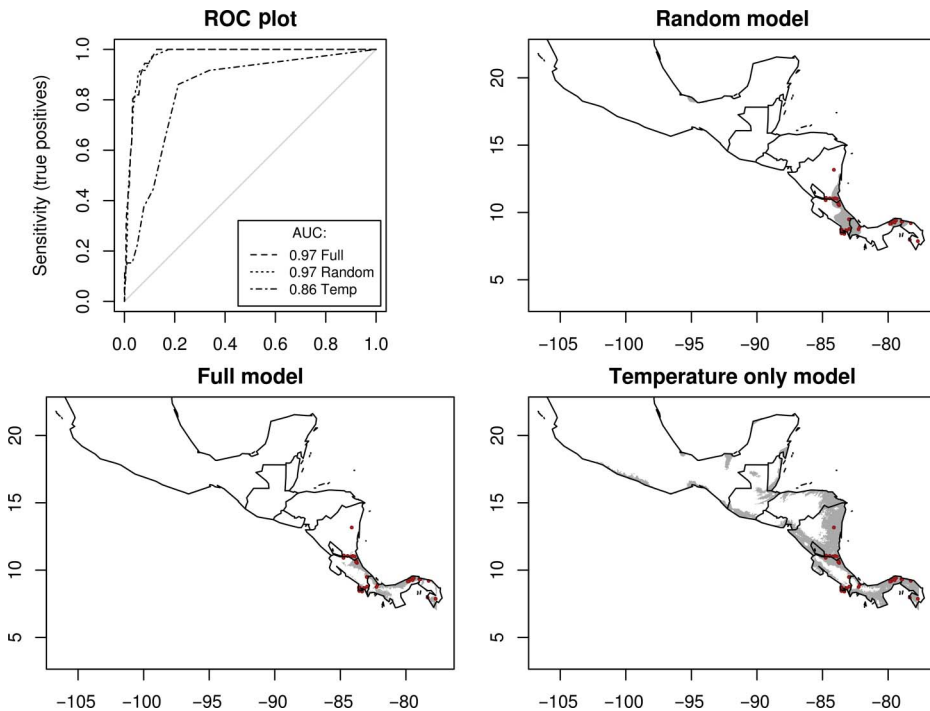 ROC plot
Sensitivity (true positives)
0.0 0.2 0.4 0.6 0.8 1.0
0.0 0.2 0.4 0.6 0.8 1.0
AUC:
0.97 Full
0.97 Random
0.86 Temp
Random model
5 10 15 20
−105 −100 −95 −90 −85 −80
Full model
5 10 15 20
−105 −100 −95 −90 −85 −80
Temperature only model
5 10 15 20
−105 −100 −95 −90 −85 −80